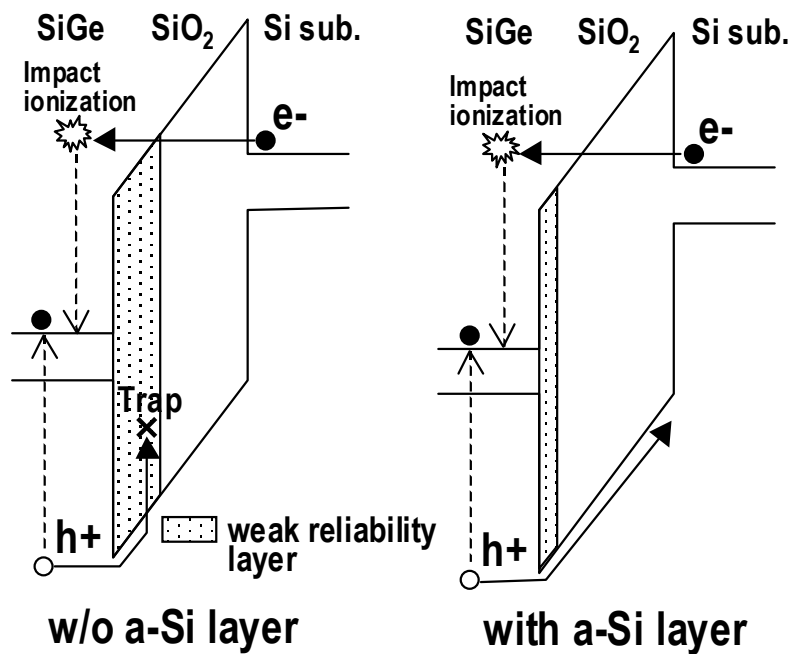 SiGe SiO₂ Si sub.
Impact
ionization
e-
Trap
h+
weak reliability
layer
w/o a-Si layer
SiGe SiO₂ Si sub.
Impact
ionization
e-
h+
with a-Si layer